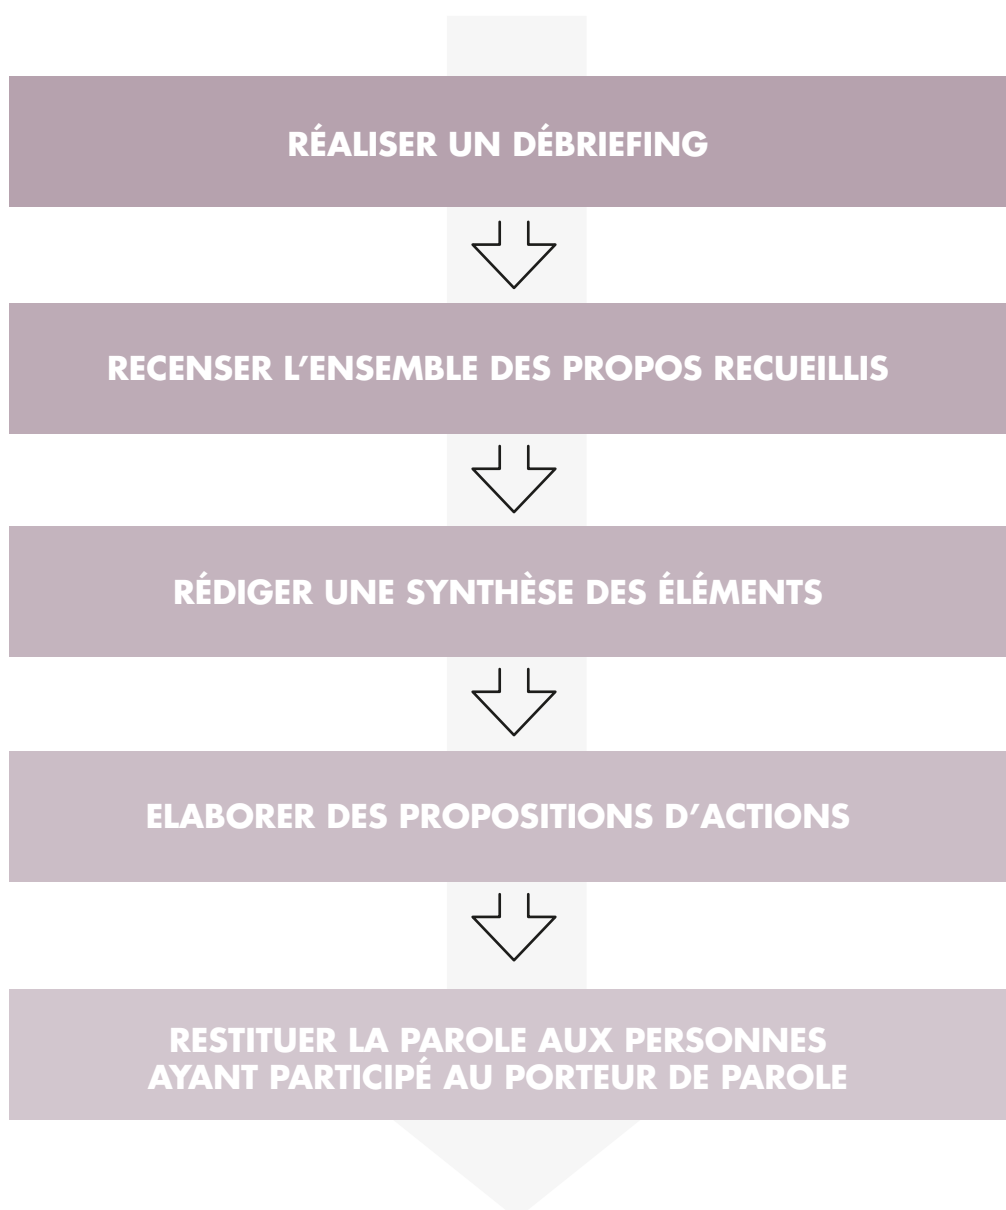 RÉALISER UN DÉBRIEFING
RECENSER L’ENSEMBLE DES PROPOS RECUEILLIS
RÉDIGER UNE SYNTHÈSE DES ÉLÉMENTS
ELABORER DES PROPOSITIONS D’ACTIONS
RESTITUER LA PAROLE AUX PERSONNES
AYANT PARTICIPÉ AU PORTEUR DE PAROLE